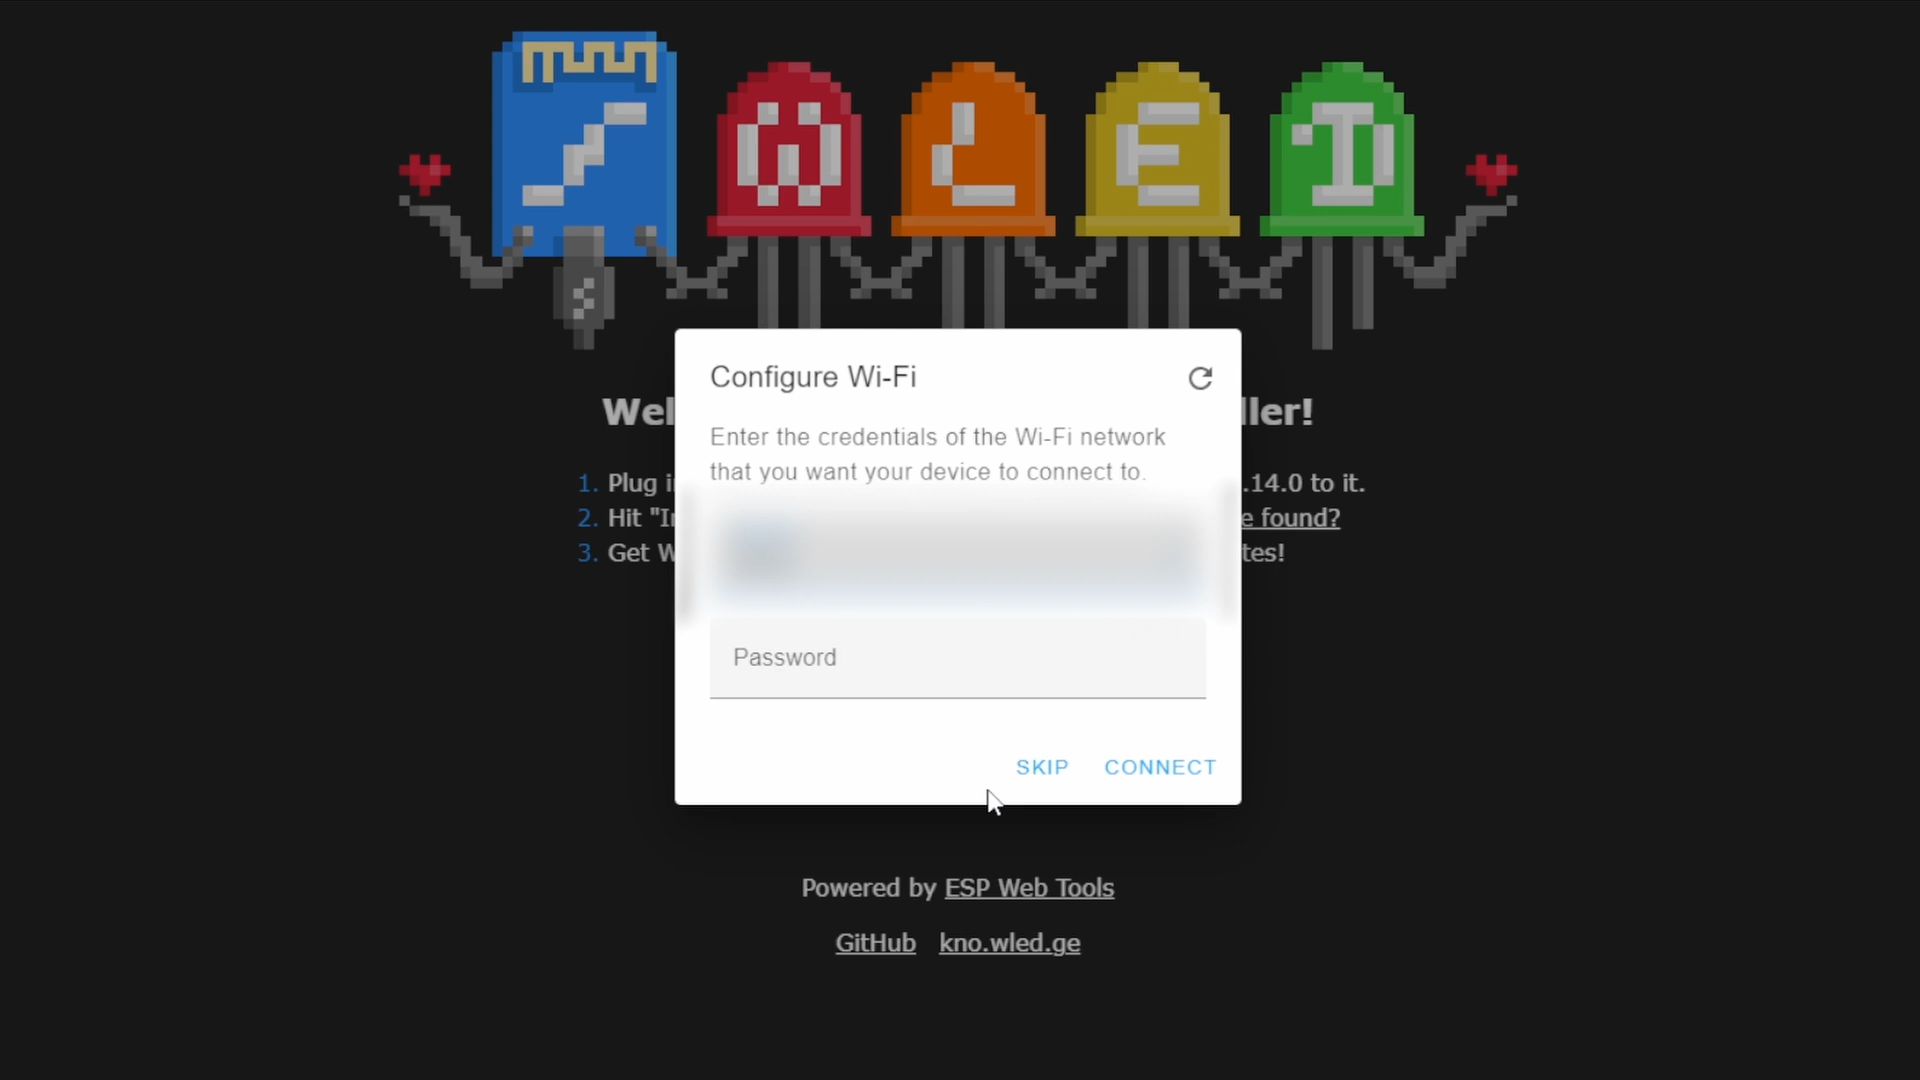 W L E D
Configure Wi-Fi
Enter the credentials of the Wi-Fi network
that you want your device to connect to.
ller!
1. Plug
.14.0 to it.
2. Hit
found?
3. Get
Password
SKIP CONNECT
Powered by ESP Web Tools
GitHub kno.wled.ge